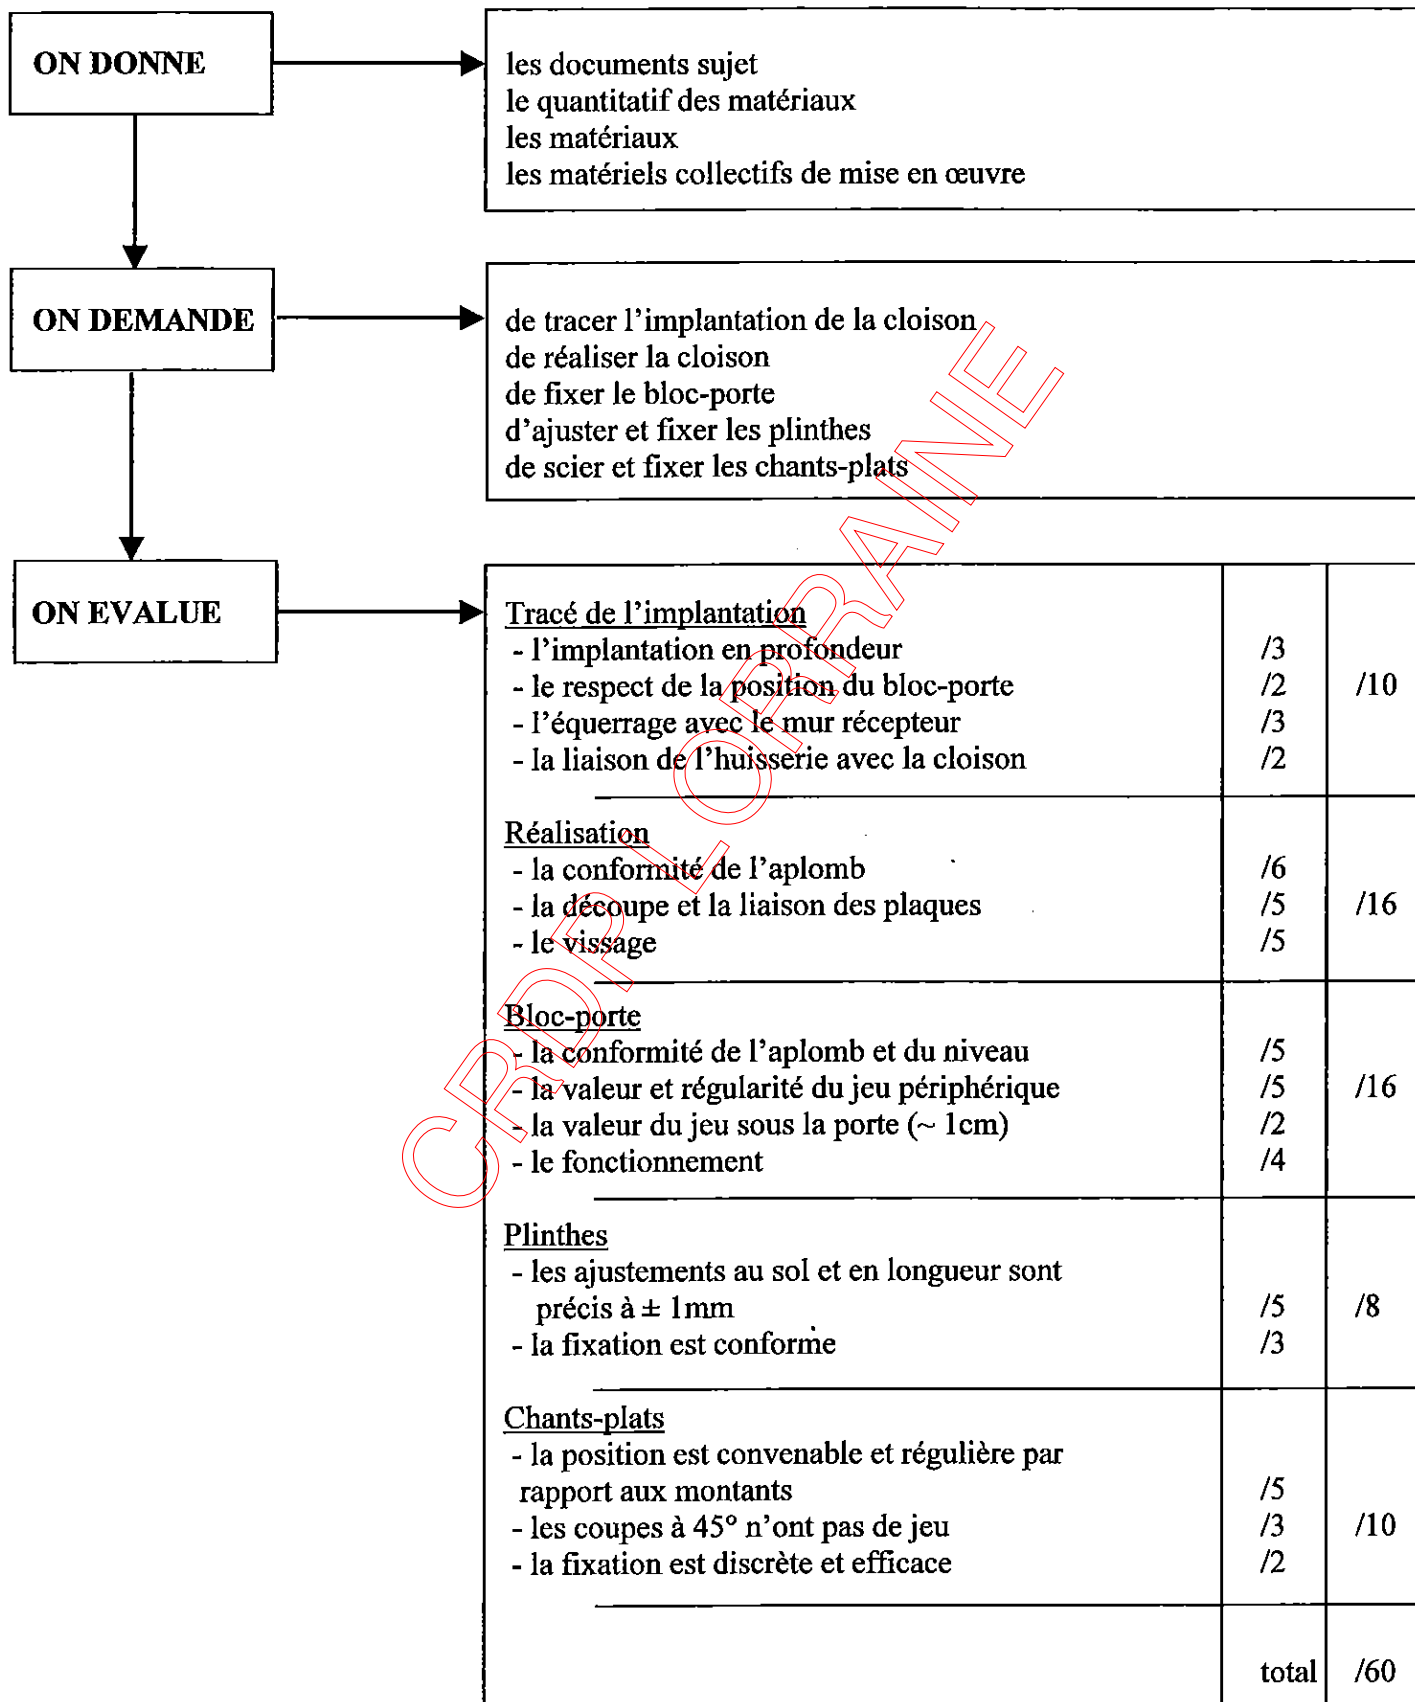 ON DONNE
les documents sujet
le quantitatif des matériaux
les matériaux
les matériels collectifs de mise en œuvre
ON DEMANDE
de tracer l'implantation de la cloison
de réaliser la cloison
de fixer le bloc-porte
d'ajuster et fixer les plinthes
de scier et fixer les chants-plats
ON EVALUE
Tracé de l'implantation
- l'implantation en profondeur /3
- le respect de la position du bloc-porte /2 /10
- l'équerrage avec le mur récepteur /3
- la liaison de l'huisserie avec la cloison /2
Réalisation
- la conformité de l'aplomb /6
- la découpe et la liaison des plaques /5 /16
- le vissage /5
Bloc-porte
- la conformité de l'aplomb et du niveau /5
- la valeur et régularité du jeu périphérique /5 /16
- la valeur du jeu sous la porte (~ 1cm) /2
- le fonctionnement /4
Plinthes
- les ajustements au sol et en longueur sont
précis à ± 1mm /5 /8
- la fixation est conforme /3
Chants-plats
- la position est convenable et régulière par
rapport aux montants /5
- les coupes à 45° n'ont pas de jeu /3 /10
- la fixation est discrète et efficace /2
total /60
CRDP LORRAINE